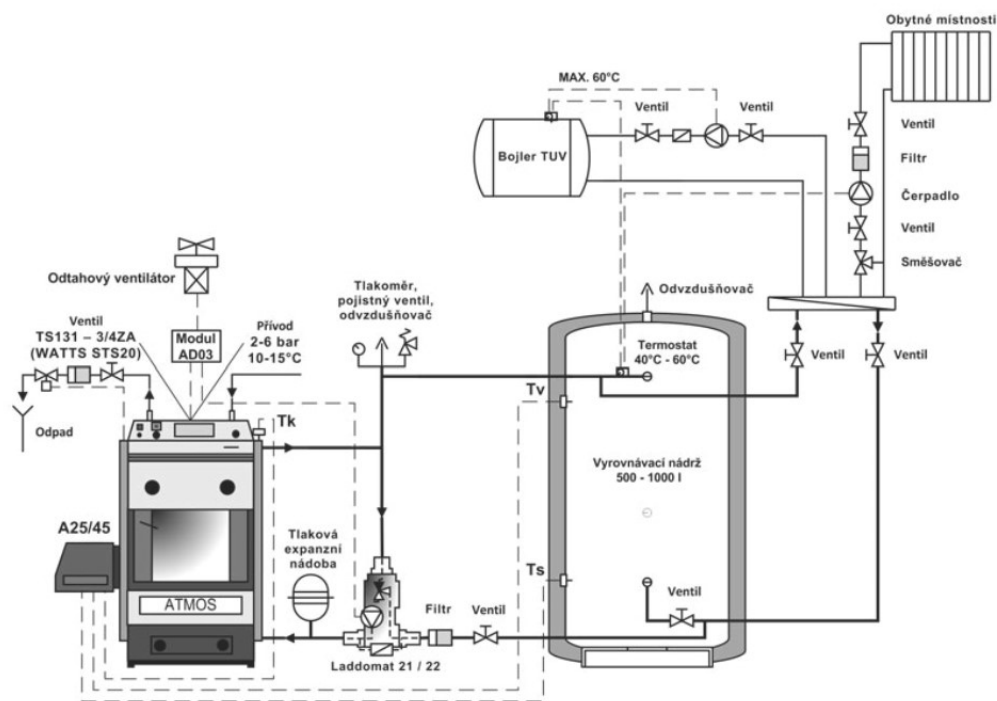 Obytné místnosti
MAX. 60°C
Ventil
Ventil
Bojler TUV
Ventil
Filtr
Čerpadlo
Ventil
Směšovač
Odtahový ventilátor
Tlakoměr,
pojistný ventil,
odvzdušňovač
Odvzdušňovač
Ventil
TS131 – 3/4ZA
(WATTS STS20)
Modul
AD03
Přívod
2-6 bar
10-15°C
Termostat
40°C - 60°C
Ventil
Ventil
Tv
Odpad
Tk
Vyrovnávací nádrž
500 - 1000 l
A25/45
Tlaková
expanzní
nádoba
Ts
Ventil
ATMOS
Filtr
Ventil
Laddomat 21 / 22